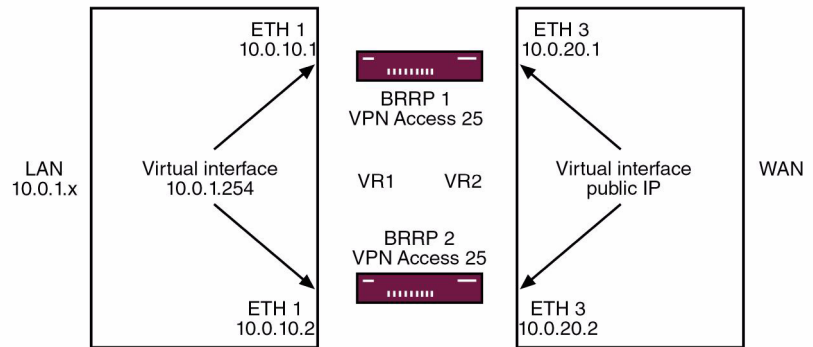 ETH 1
10.0.10.1
ETH 3
10.0.20.1
BRRP 1
VPN Access 25
LAN
10.0.1.x
Virtual interface
10.0.1.254
VR1
VR2
Virtual interface
public IP
WAN
BRRP 2
VPN Access 25
ETH 1
10.0.10.2
ETH 3
10.0.20.2